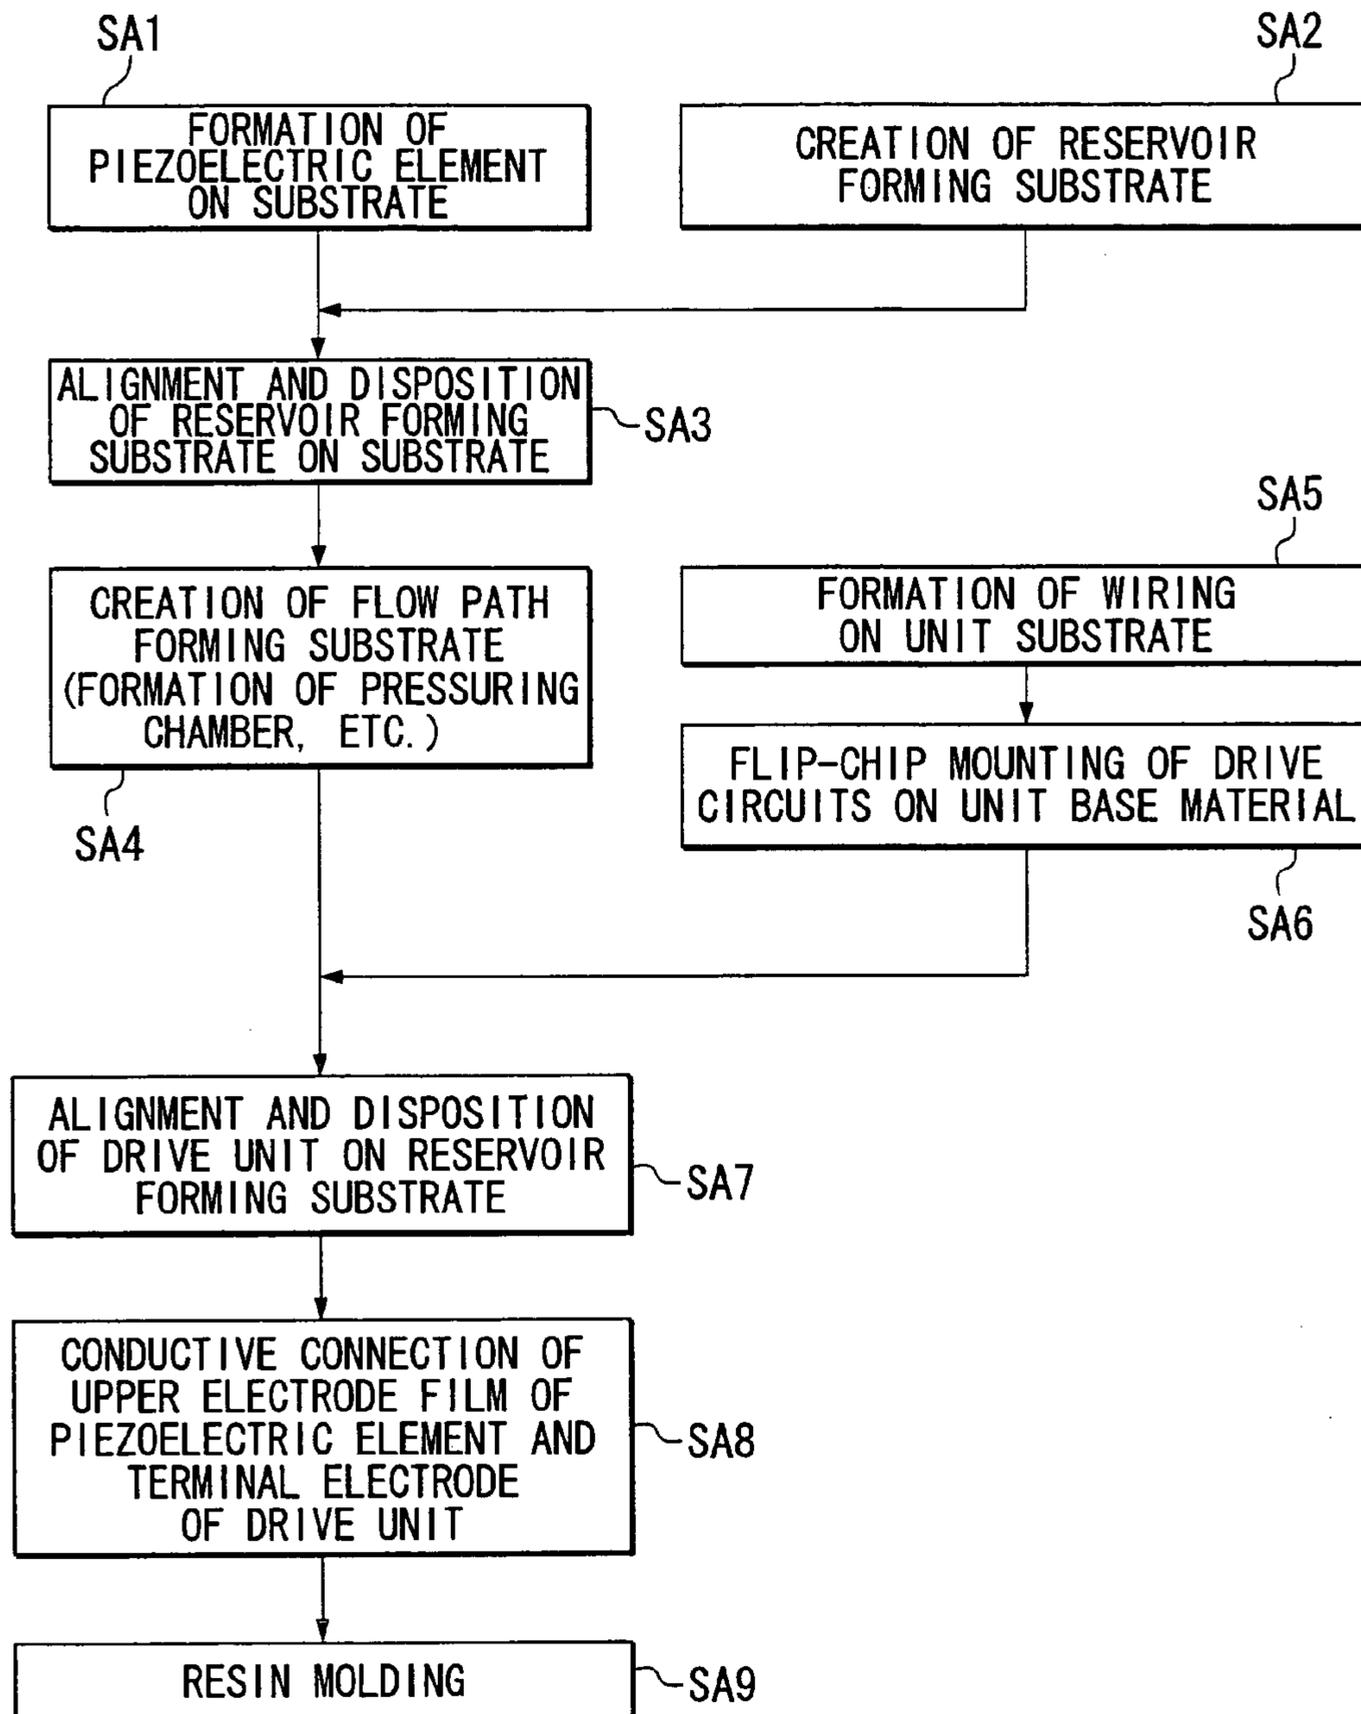 SA1
SA2
FORMATION OF
PIEZOELECTRIC ELEMENT
ON SUBSTRATE
CREATION OF RESERVOIR
FORMING SUBSTRATE
ALIGNMENT AND DISPOSITION
OF RESERVOIR FORMING
SUBSTRATE ON SUBSTRATE
SA3
CREATION OF FLOW PATH
FORMING SUBSTRATE
(FORMATION OF PRESSURING
CHAMBER, ETC.)
SA4
SA5
FORMATION OF WIRING
ON UNIT SUBSTRATE
FLIP-CHIP MOUNTING OF DRIVE
CIRCUITS ON UNIT BASE MATERIAL
SA6
ALIGNMENT AND DISPOSITION
OF DRIVE UNIT ON RESERVOIR
FORMING SUBSTRATE
SA7
CONDUCTIVE CONNECTION OF
UPPER ELECTRODE FILM OF
PIEZOELECTRIC ELEMENT AND
TERMINAL ELECTRODE
OF DRIVE UNIT
SA8
RESIN MOLDING
SA9